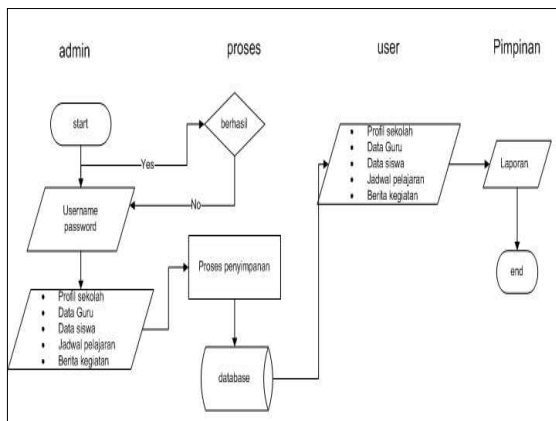 admin
proses
user
Pimpinan
start
berhasil
Yes
No
Username
password
Profil sekolah
Data Guru
Data siswa
Jadwal pelajaran
Berita kegiatan
Proses penyimpanan
database
Profil sekolah
Data Guru
Data siswa
Jadwal pelajaran
Berita kegiatan
Laporan
end